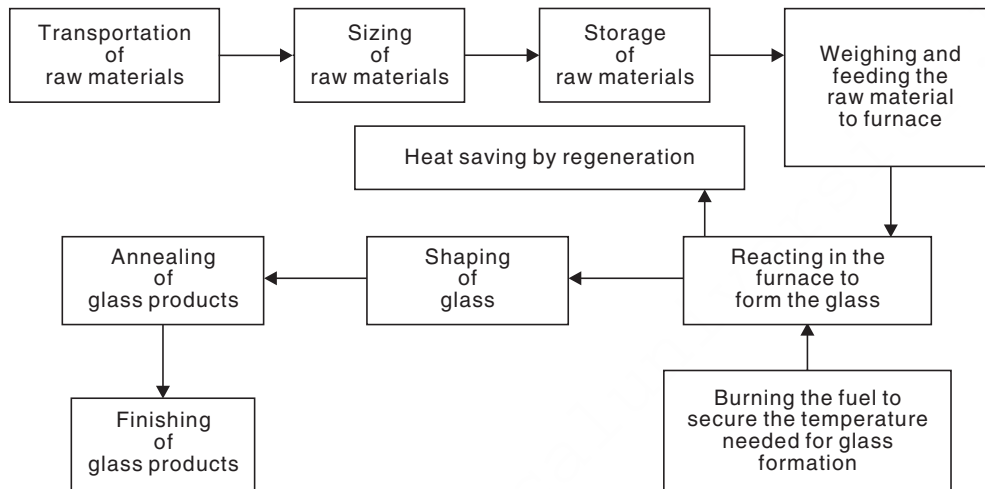 Transportation
of
raw materials
Sizing
of
raw materials
Storage
of
raw materials
Weighing and
feeding the
raw material
to furnace
Heat saving by regeneration
Annealing
of
glass products
Shaping
of
glass
Reacting in the
furnace to
form the glass
Finishing
of
glass products
Burning the fuel to
secure the temperature
needed for glass
formation